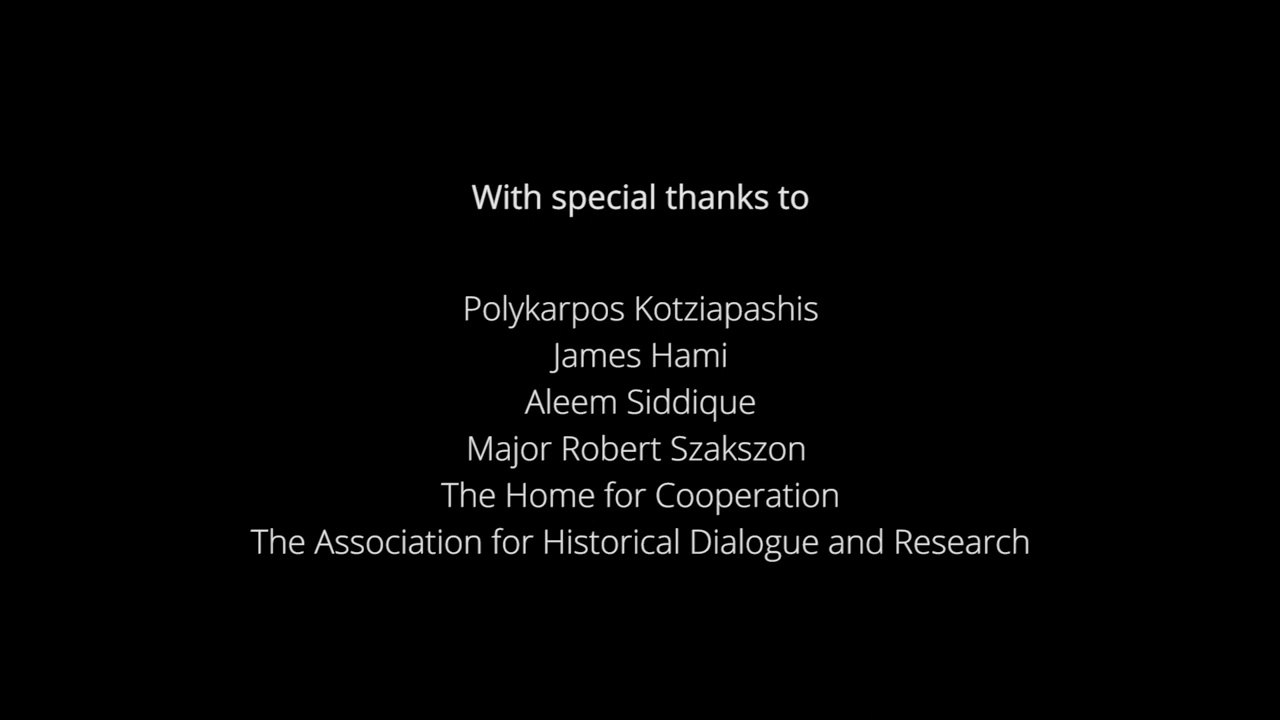 With special thanks to
Polykarpos Kotziapashis
James Hami
Aleem Siddique
Major Robert Szakszon
The Home for Cooperation
The Association for Historical Dialogue and Research